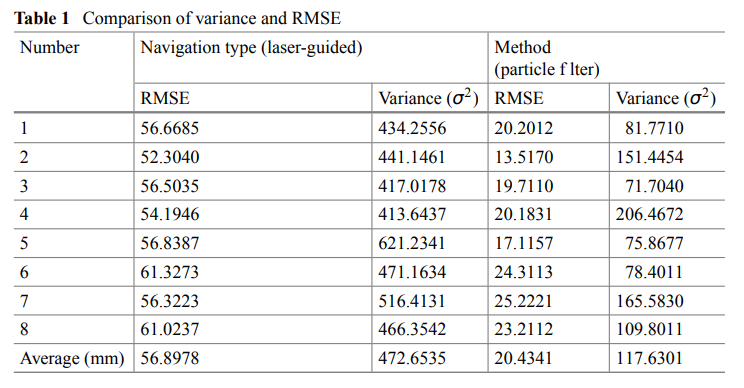 Table 1 Comparison of variance and RMSE
Number Navigation type (laser-guided) Method
(particle f lter)
RMSE Variance (σ²) RMSE Variance (σ²)
1 56.6685 434.2556 20.2012 81.7710
2 52.3040 441.1461 13.5170 151.4454
3 56.5035 417.0178 19.7110 71.7040
4 54.1946 413.6437 20.1831 206.4672
5 56.8387 621.2341 17.1157 75.8677
6 61.3273 471.1634 24.3113 78.4011
7 56.3223 516.4131 25.2221 165.5830
8 61.0237 466.3542 23.2112 109.8011
Average (mm) 56.8978 472.6535 20.4341 117.6301